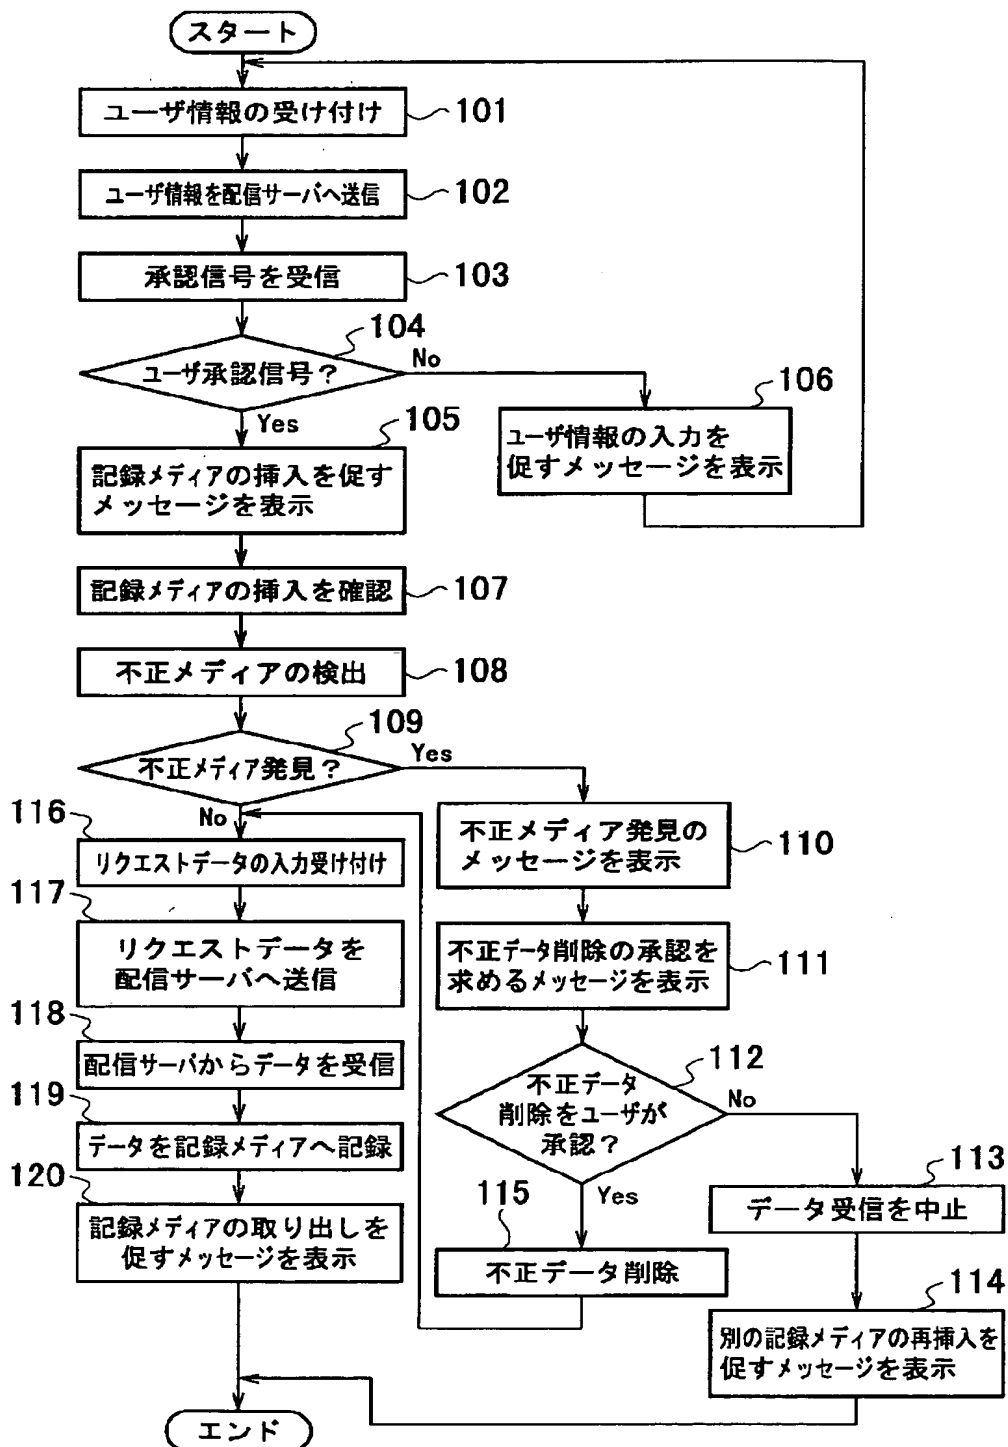 スタート
ユーザ情報の受け付け
101
ユーザ情報を配信サーバへ送信
102
承認信号を受信
103
104
ユーザ承認信号?
No
Yes
105
記録メディアの挿入を促す
メッセージを表示
106
ユーザ情報の入力を
促すメッセージを表示
記録メディアの挿入を確認
107
不正メディアの検出
108
109
不正メディア発見?
Yes
No
110
不正メディア発見の
メッセージを表示
111
不正データ削除の承認を
求めるメッセージを表示
112
不正データ
削除をユーザが
承認?
No
Yes
113
データ受信を中止
114
別の記録メディアの再挿入を
促すメッセージを表示
115
不正データ削除
116
リクエストデータの入力受け付け
117
リクエストデータを
配信サーバへ送信
118
配信サーバからデータを受信
119
データを記録メディアへ記録
120
記録メディアの取り出しを
促すメッセージを表示
エンド